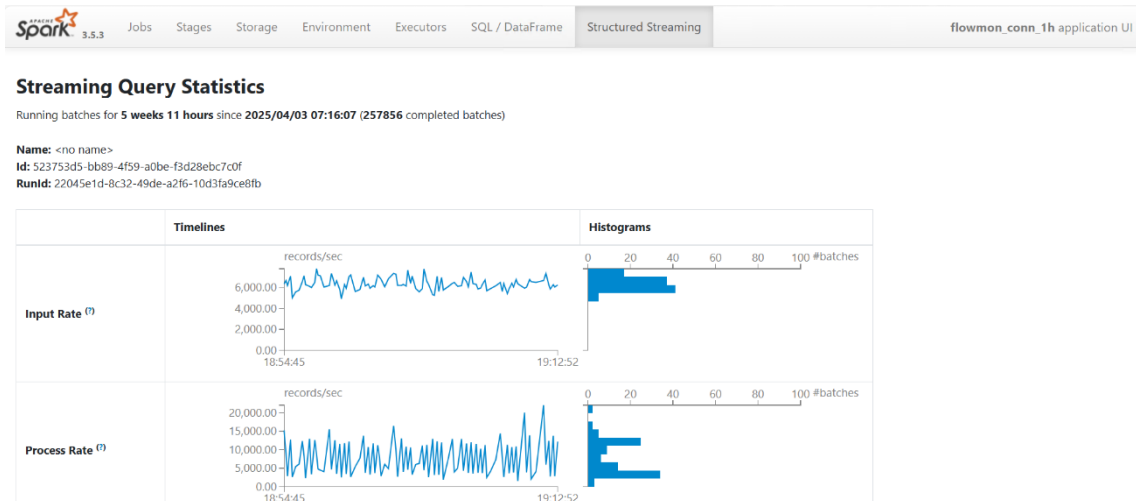 APACHE
Spark 3.5.3 Jobs Stages Storage Environment Executors SQL / DataFrame Structured Streaming flowmon_conn_1h application UI
Streaming Query Statistics
Running batches for 5 weeks 11 hours since 2025/04/03 07:16:07 (257856 completed batches)
Name: <no name>
Id: 523753d5-bb89-4f59-a0be-f3d28ebc7c0f
RunId: 22045e1d-8c32-49de-a2f6-10d3fa9ce8fb
Timelines Histograms
Input Rate (?)
records/sec
6,000.00
4,000.00
2,000.00
0.00
18:54:45 19:12:52
0 20 40 60 80 100 #batches
Process Rate (?)
records/sec
20,000.00
15,000.00
10,000.00
5,000.00
0.00
18:54:45 19:12:52
0 20 40 60 80 100 #batches